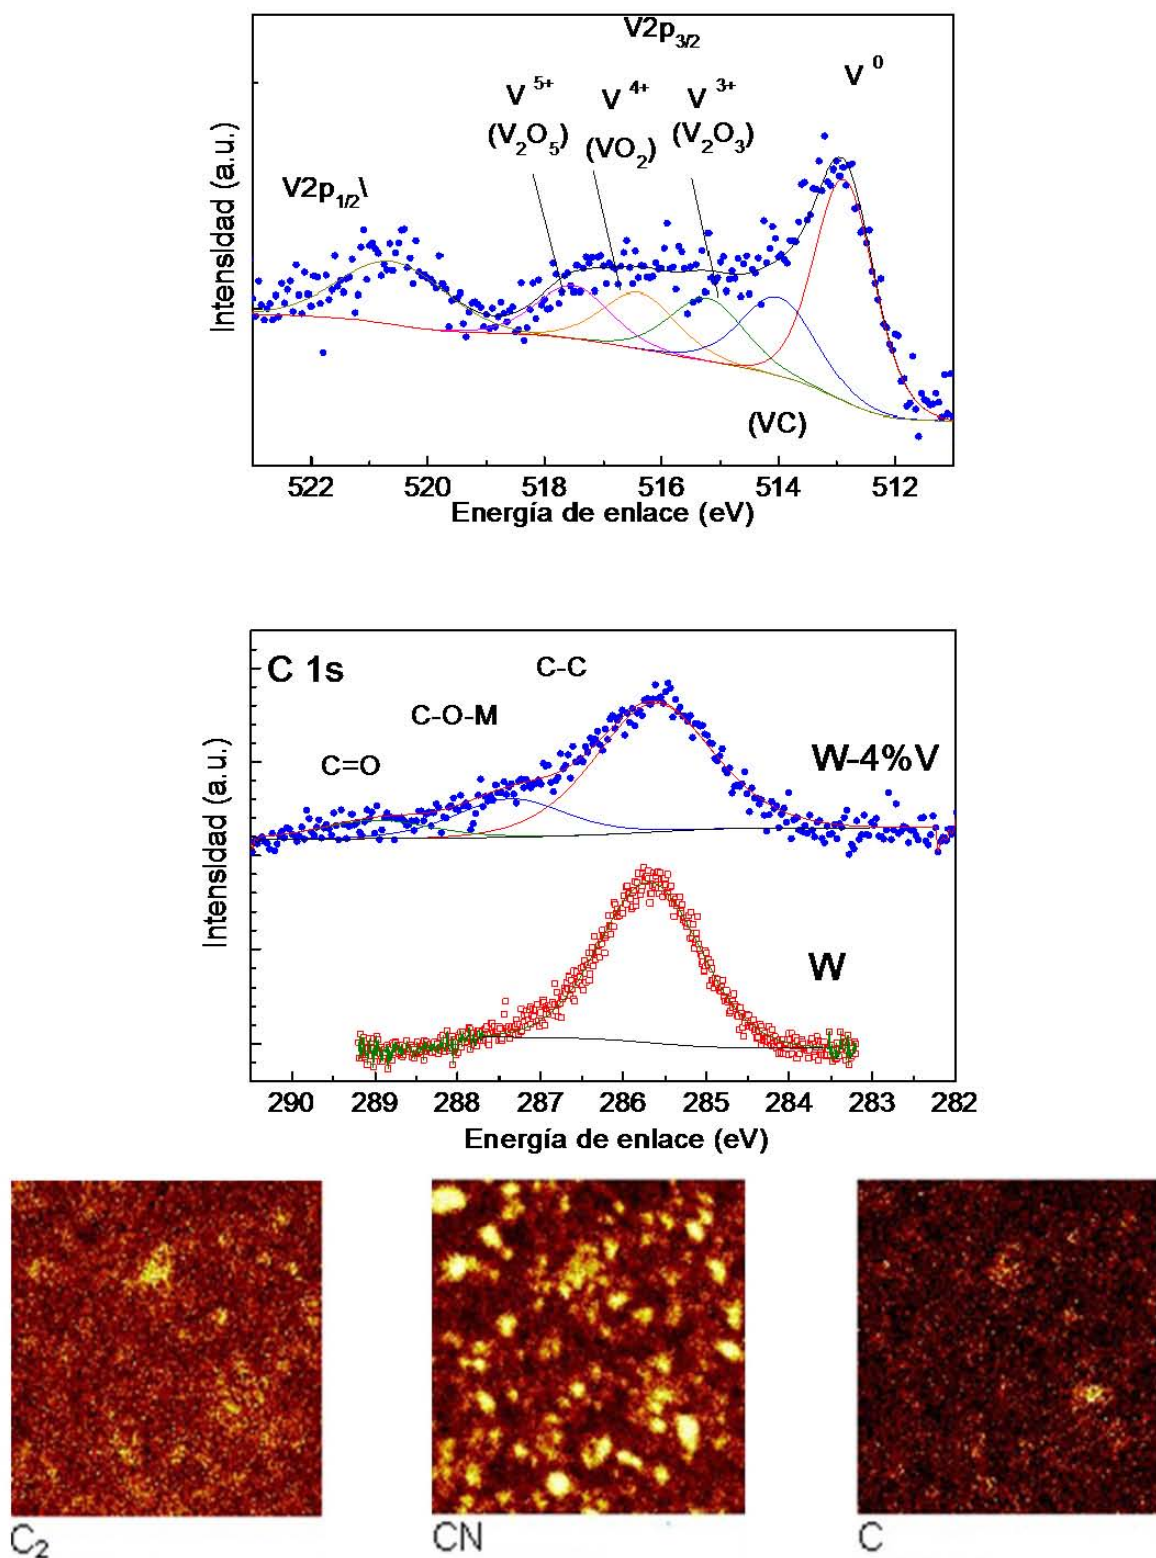 V2p3/2
V 0
V 5+ V 4+ V 3+
(V2O5) (VO2) (V2O3)
V2p1/2\
Intensidad (a.u.)
(VC)
522 520 518 516 514 512
Energía de enlace (eV)
C 1s
C-C
C-O-M
C=O
W-4%V
Intensidad (a.u.)
W
290 289 288 287 286 285 284 283 282
Energía de enlace (eV)
C2 CN C